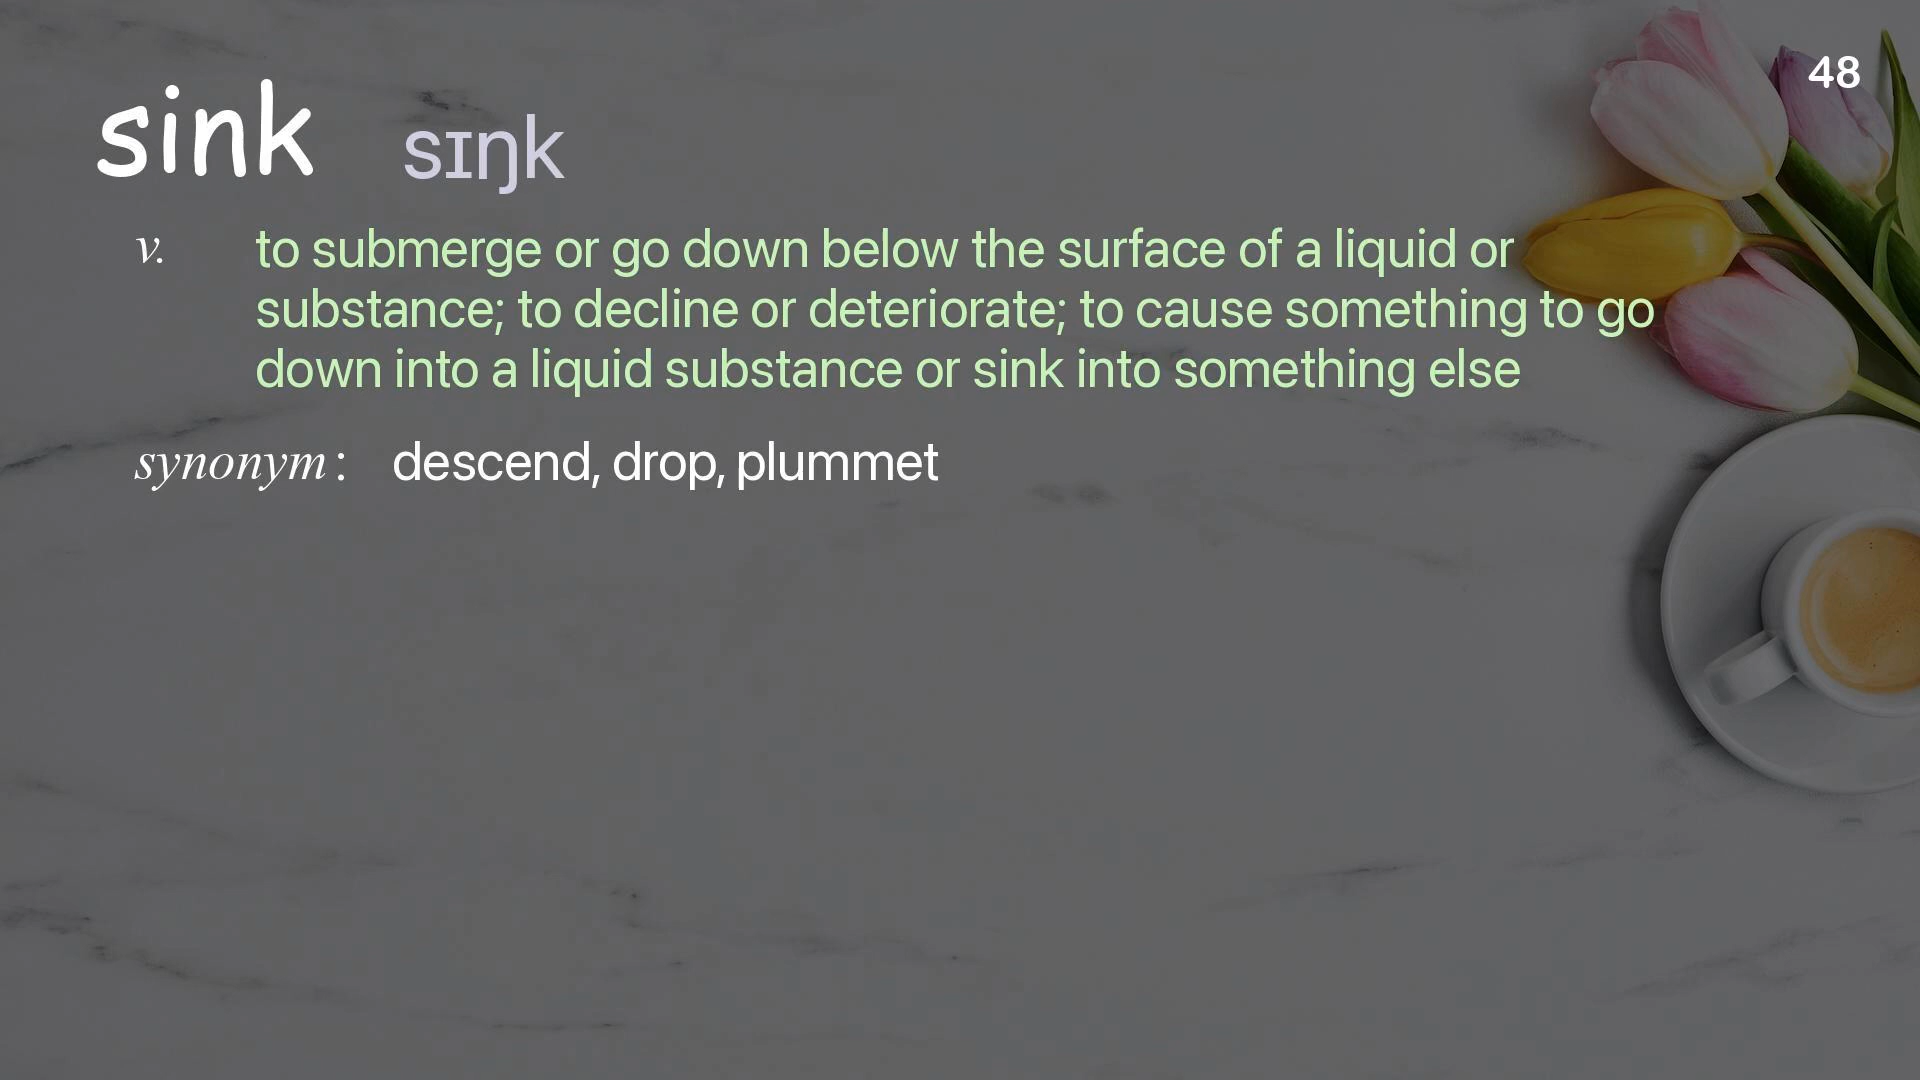 48
sink sɪŋk
v. to submerge or go down below the surface of a liquid or
substance; to decline or deteriorate; to cause something to go
down into a liquid substance or sink into something else
synonym: descend, drop, plummet